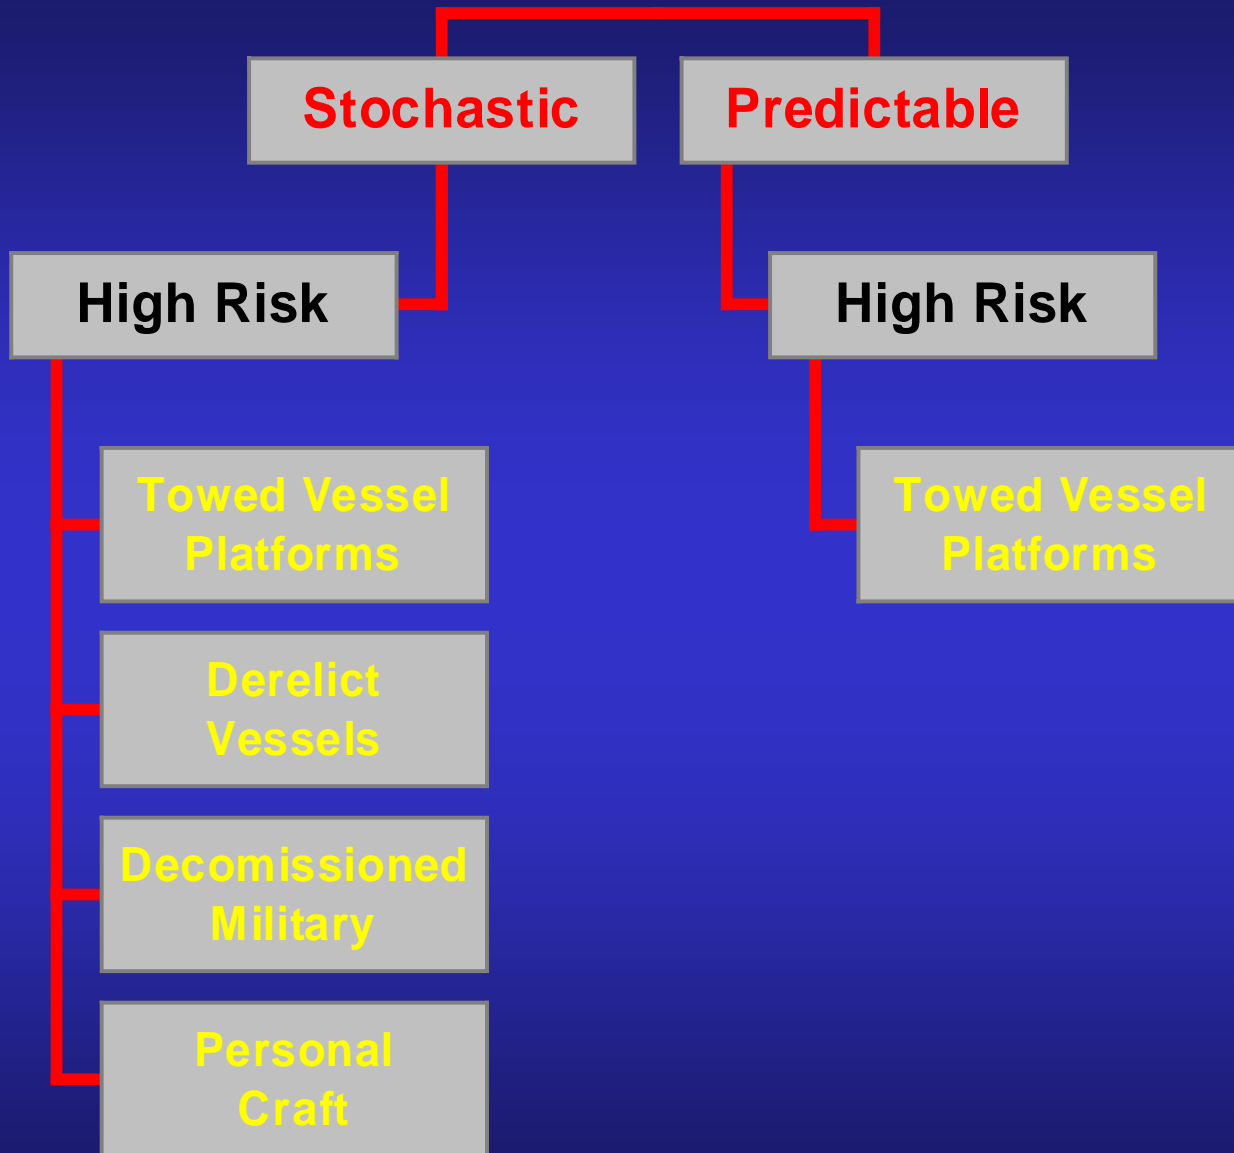 Stochastic
Predictable
High Risk
High Risk
Towed Vessel
Platforms
Towed Vessel
Platforms
Derelict
Vessels
Decomissioned
Military
Personal
Craft